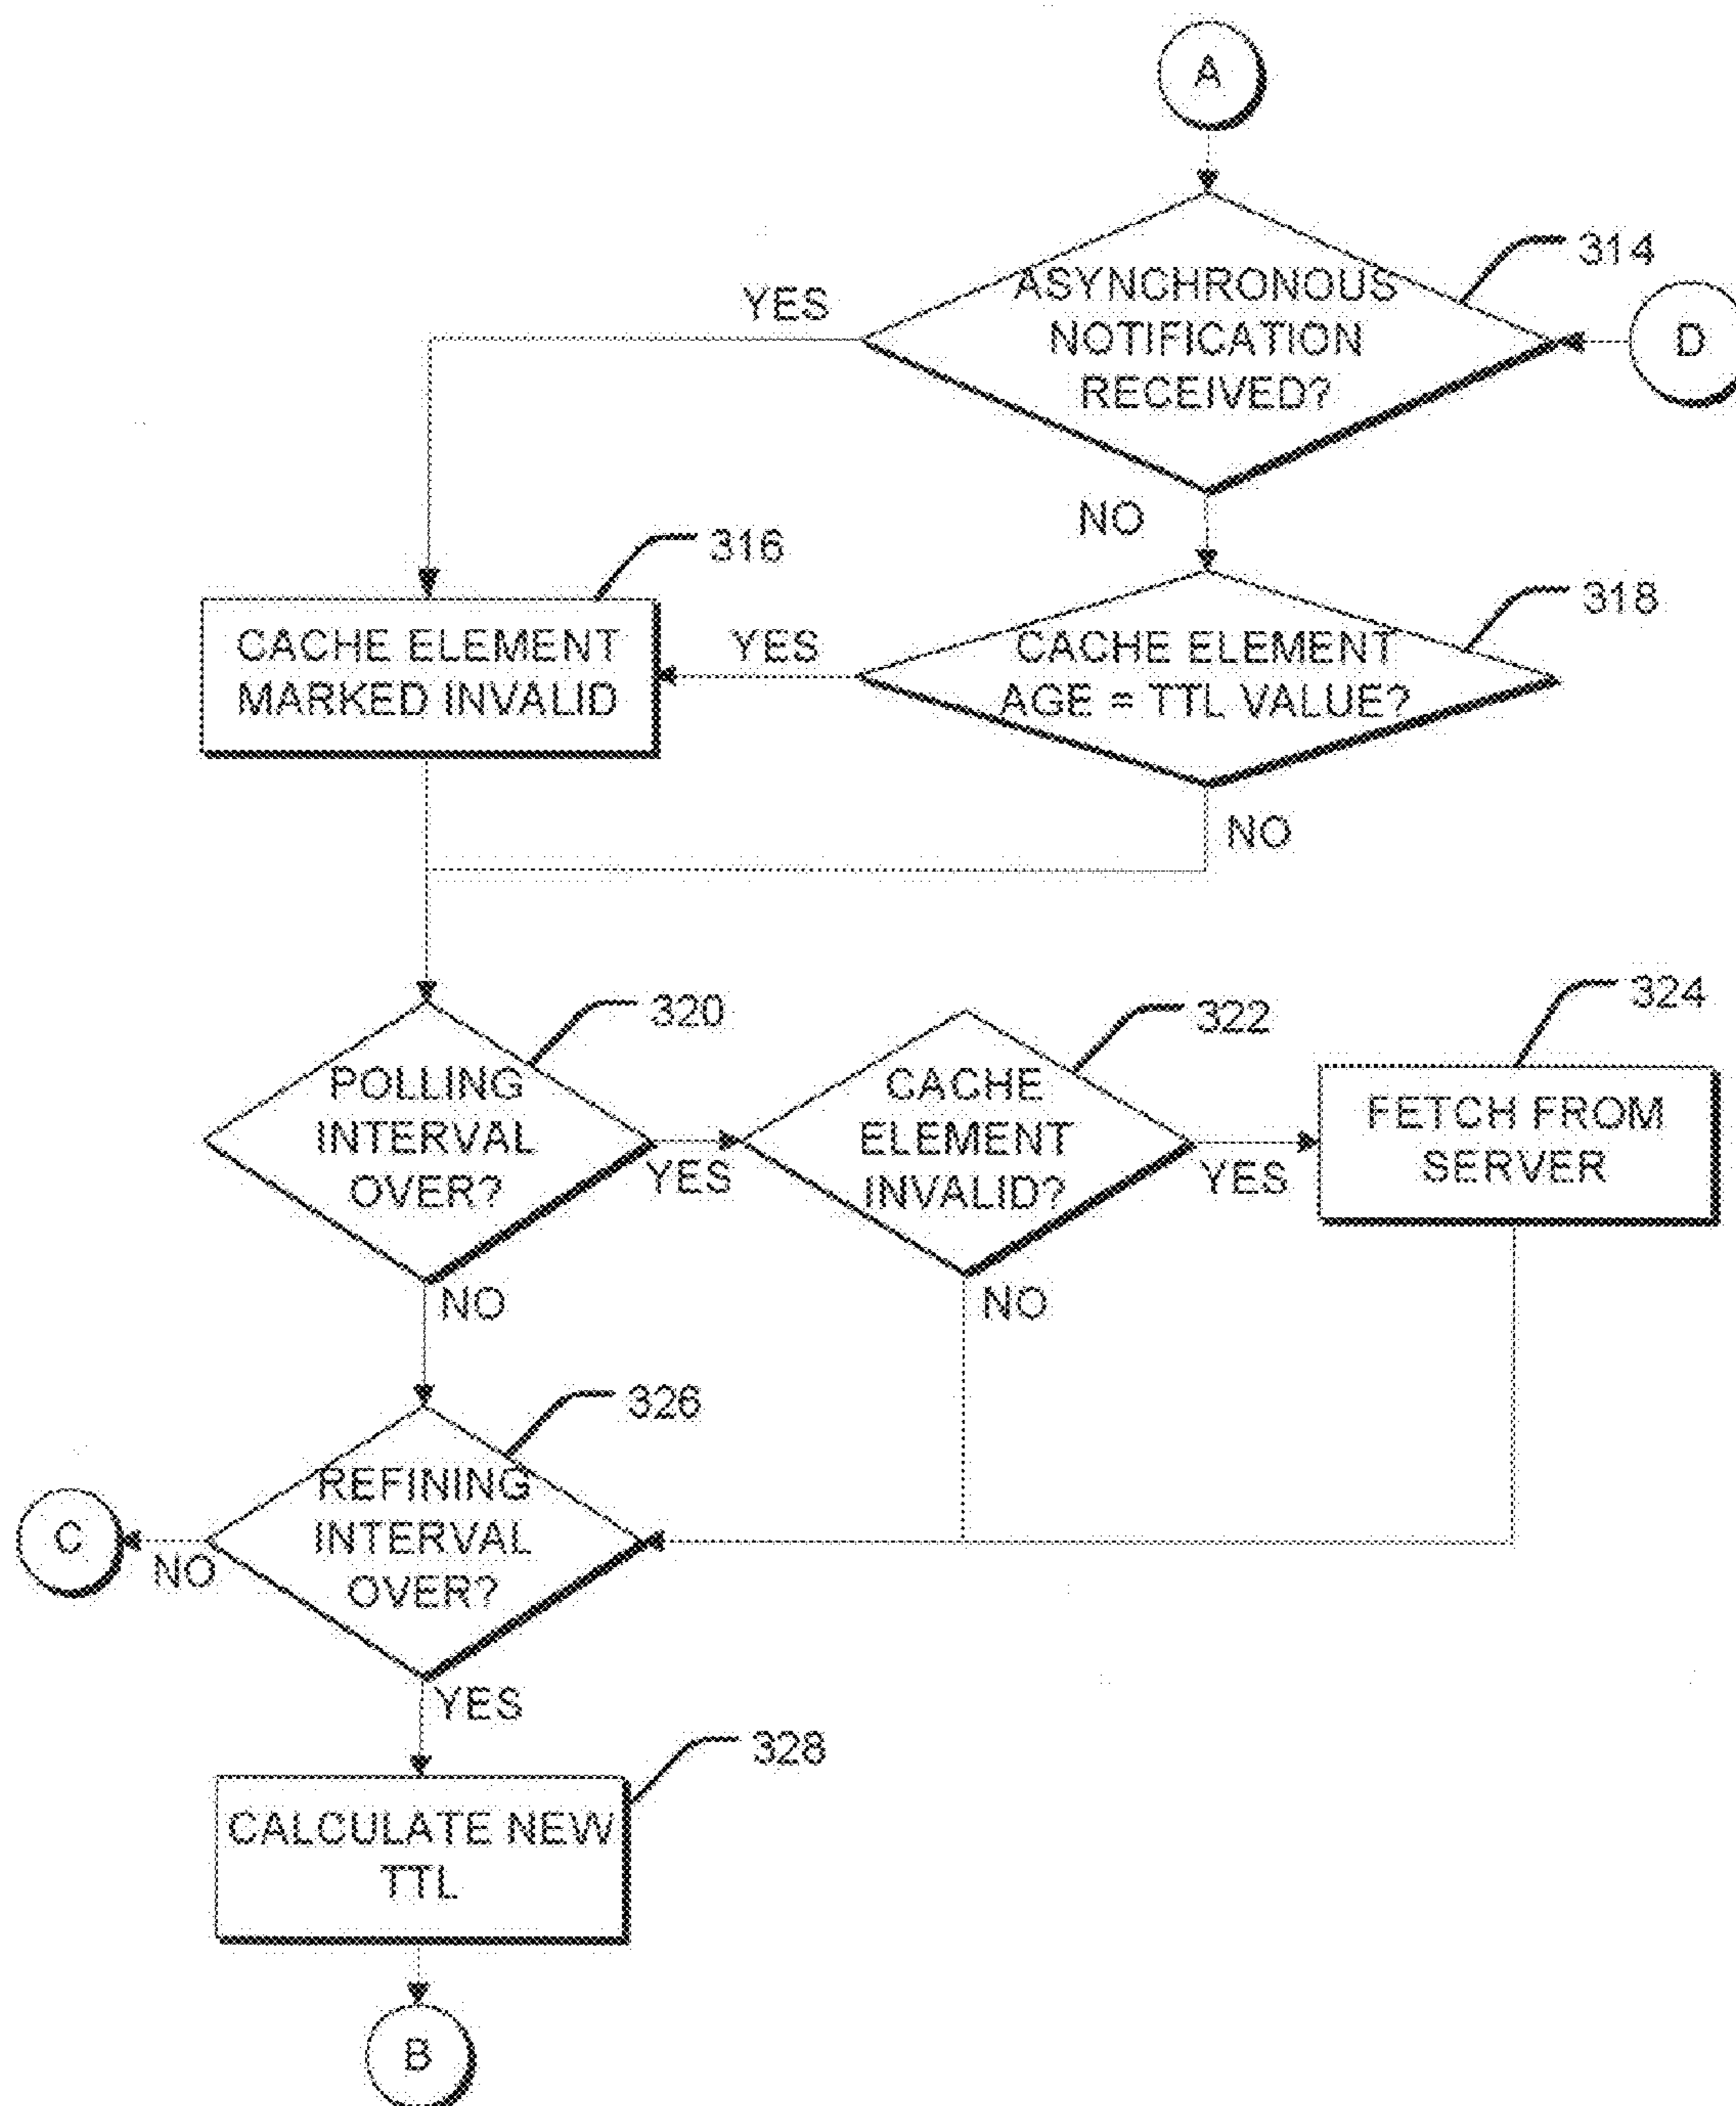 A
314
ASYNCHRONOUS
NOTIFICATION
RECEIVED?
D
YES
NO
316
CACHE ELEMENT
MARKED INVALID
YES
318
CACHE ELEMENT
AGE = TTL VALUE?
NO
320
POLLING
INTERVAL
OVER?
YES
NO
322
CACHE
ELEMENT
INVALID?
YES
NO
324
FETCH FROM
SERVER
326
REFINING
INTERVAL
OVER?
C
NO
YES
328
CALCULATE NEW
TTL
B